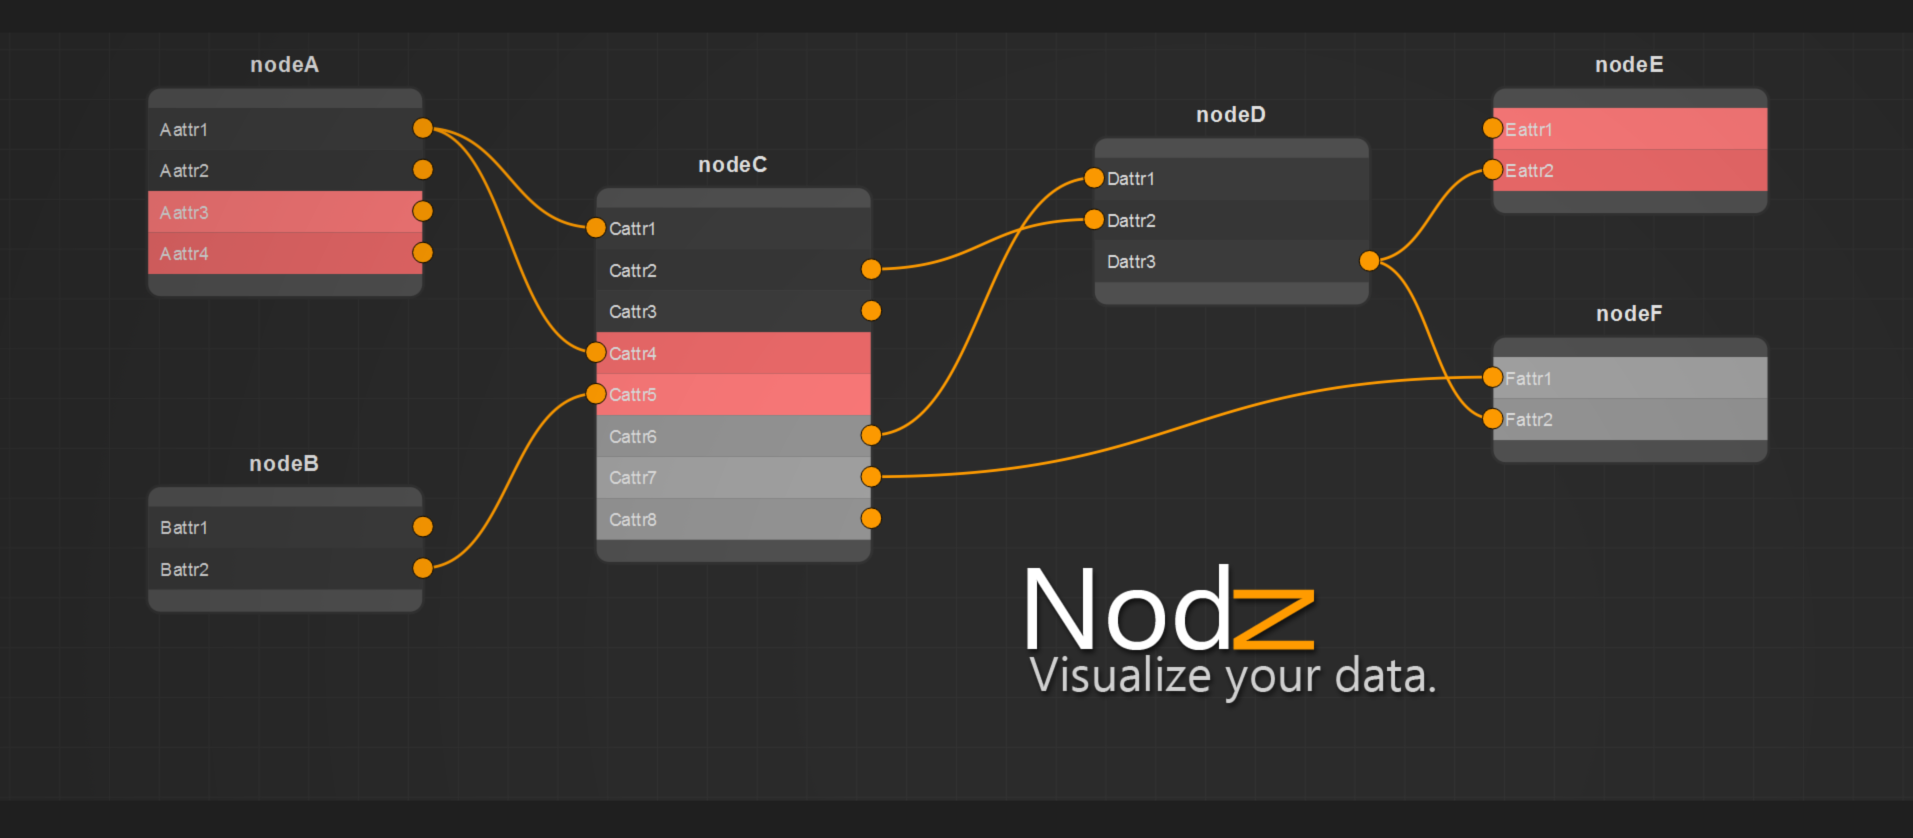 nodeA
Aattr1
Aattr2
Aattr3
Aattr4
nodeB
Battr1
Battr2
nodeC
Cattr1
Cattr2
Cattr3
Cattr4
Cattr5
Cattr6
Cattr7
Cattr8
nodeD
Dattr1
Dattr2
Dattr3
nodeE
Eattr1
Eattr2
nodeF
Fattr1
Fattr2
Nodz
Visualize your data.